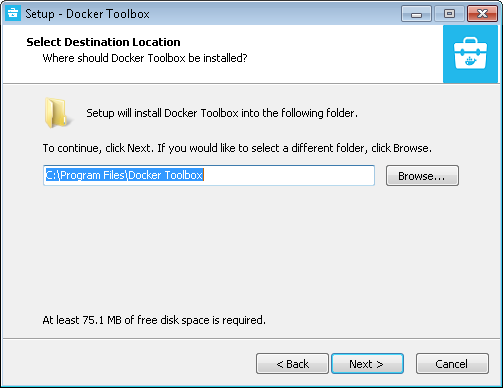 Setup - Docker Toolbox
Select Destination Location
Where should Docker Toolbox be installed?
Setup will install Docker Toolbox into the following folder.
To continue, click Next. If you would like to select a different folder, click Browse.
C:\Program Files\Docker Toolbox
Browse...
At least 75.1 MB of free disk space is required.
< Back
Next >
Cancel